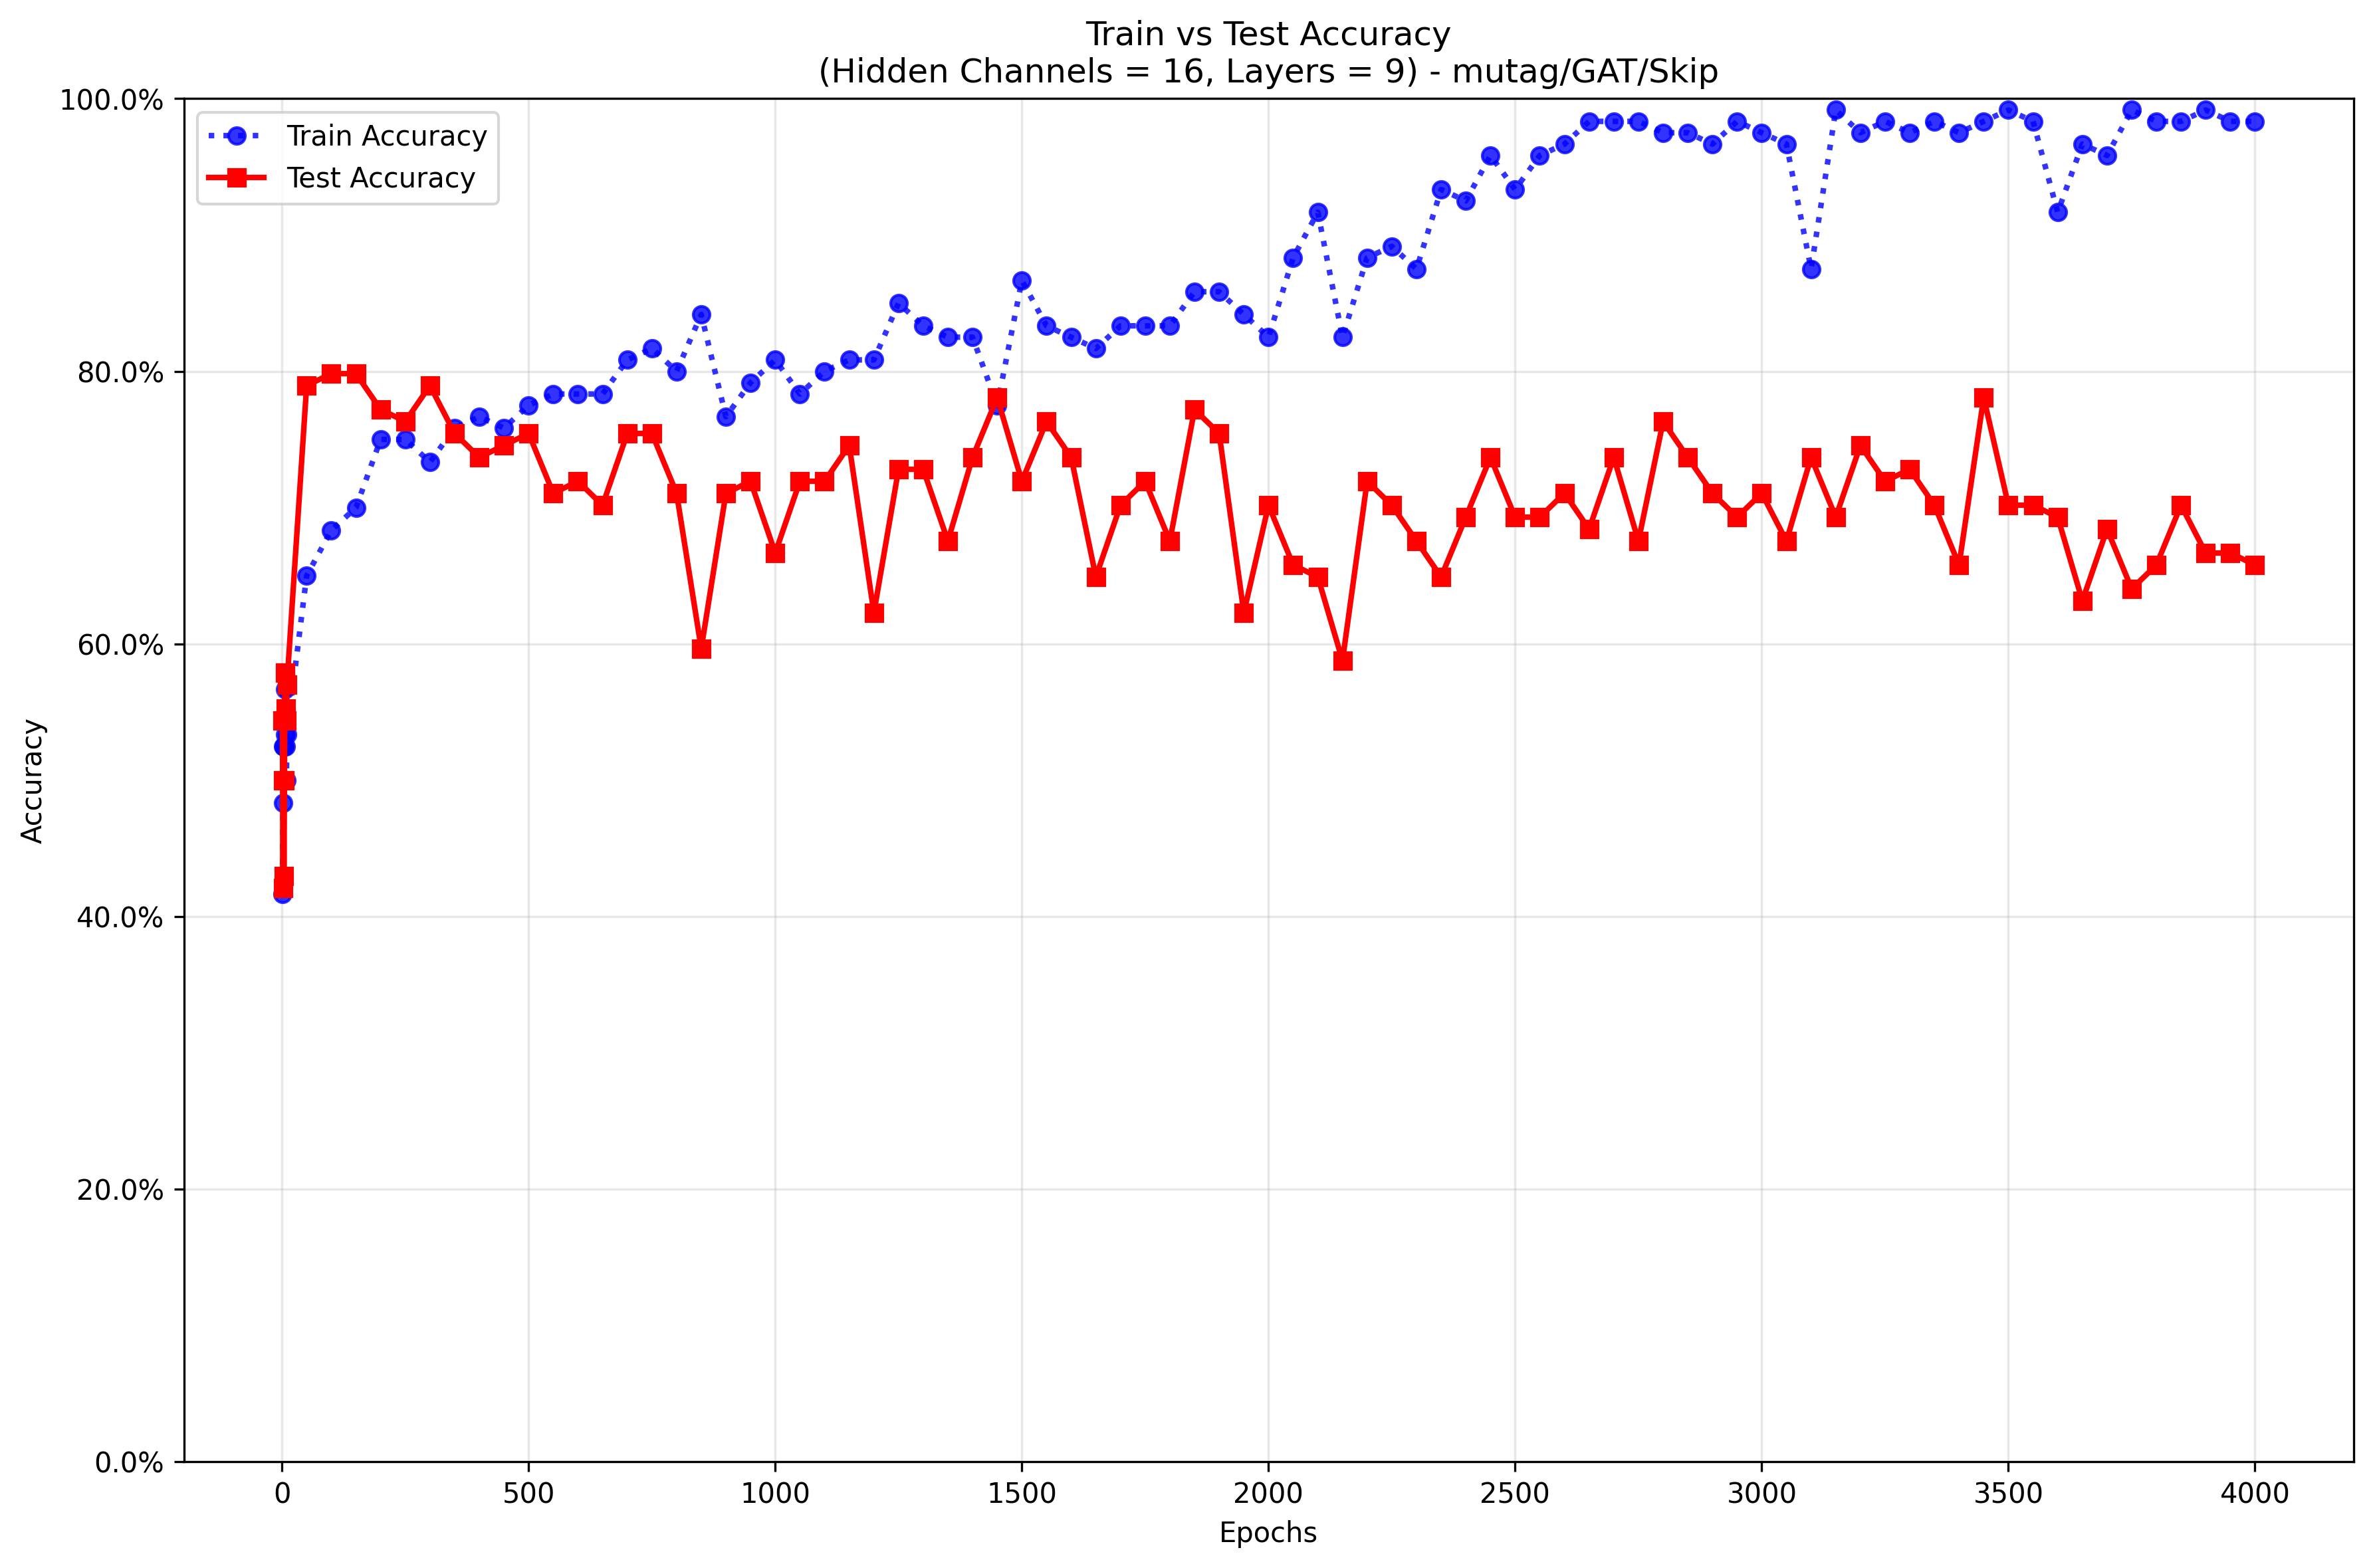 Train vs Test Accuracy
(Hidden Channels = 16, Layers = 9) - mutag/GAT/Skip
Train Accuracy
Test Accuracy
100.0%
80.0%
60.0%
40.0%
20.0%
0.0%
Accuracy
0 500 1000 1500 2000 2500 3000 3500 4000
Epochs